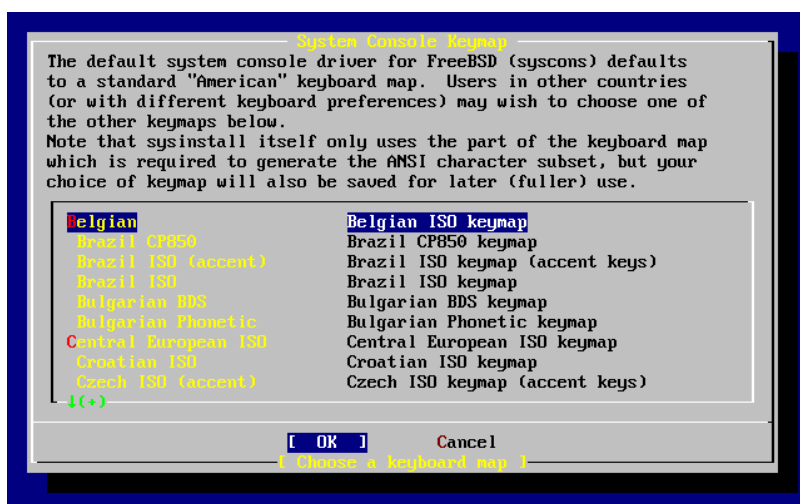 System Console Keymap
The default system console driver for FreeBSD (syscons) defaults
to a standard "American" keyboard map.  Users in other countries
(or with different keyboard preferences) may wish to choose one of
the other keymaps below.
Note that sysinstall itself only uses the part of the keyboard map
which is required to generate the ANSI character subset, but your
choice of keymap will also be saved for later (fuller) use.
Belgian Belgian ISO keymap
Brazil CP850 Brazil CP850 keymap
Brazil ISO (accent) Brazil ISO keymap (accent keys)
Brazil ISO Brazil ISO keymap
Bulgarian BDS Bulgarian BDS keymap
Bulgarian Phonetic Bulgarian Phonetic keymap
Central European ISO Central European ISO keymap
Croatian ISO Croatian ISO keymap
Czech ISO (accent) Czech ISO keymap (accent keys)
↓(+)
[ OK ] Cancel
[ Choose a keyboard map ]